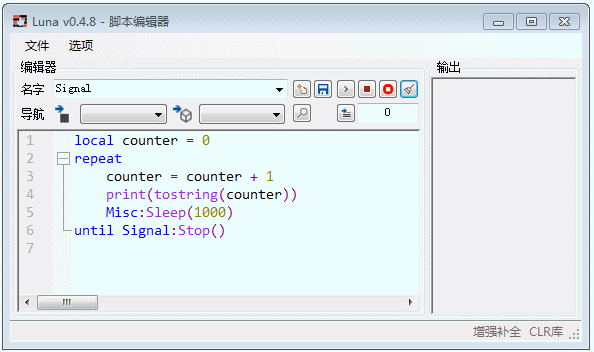 Luna v0.4.8 - 脚本编辑器
文件 选项
编辑器 输出
名字 Signal
导航 0
1 local counter = 0
2 repeat
3 counter = counter + 1
4 print(tostring(counter))
5 Misc:Sleep(1000)
6 until Signal:Stop()
7
增强补全 CLR库